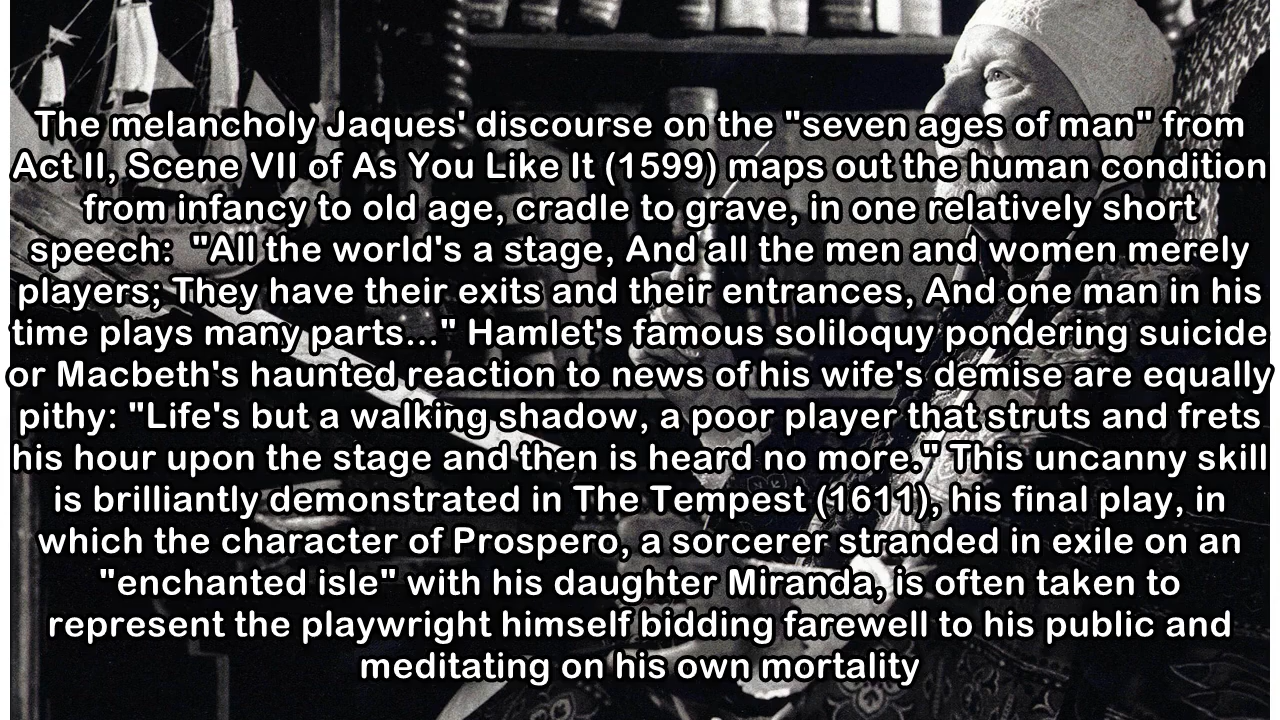 The melancholy Jaques' discourse on the "seven ages of man" from
Act II, Scene VII of As You Like It (1599) maps out the human condition
from infancy to old age, cradle to grave, in one relatively short
speech:  "All the world's a stage, And all the men and women merely
players; They have their exits and their entrances, And one man in his
time plays many parts..." Hamlet's famous soliloquy pondering suicide
or Macbeth's haunted reaction to news of his wife's demise are equally
pithy: "Life's but a walking shadow, a poor player that struts and frets
his hour upon the stage and then is heard no more." This uncanny skill
is brilliantly demonstrated in The Tempest (1611), his final play, in
which the character of Prospero, a sorcerer stranded in exile on an
"enchanted isle" with his daughter Miranda, is often taken to
represent the playwright himself bidding farewell to his public and
meditating on his own mortality